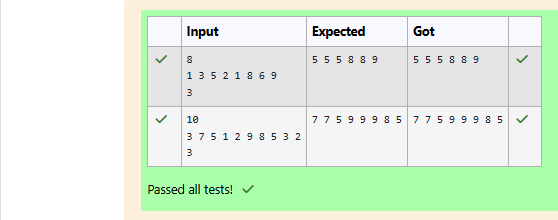 Input Expected Got
8 5 5 5 8 8 9 5 5 5 8 8 9
1 3 5 2 1 8 6 9
3
10 7 7 5 9 9 9 8 5 7 7 5 9 9 9 8 5
3 7 5 1 2 9 8 5 3 2
3
Passed all tests!